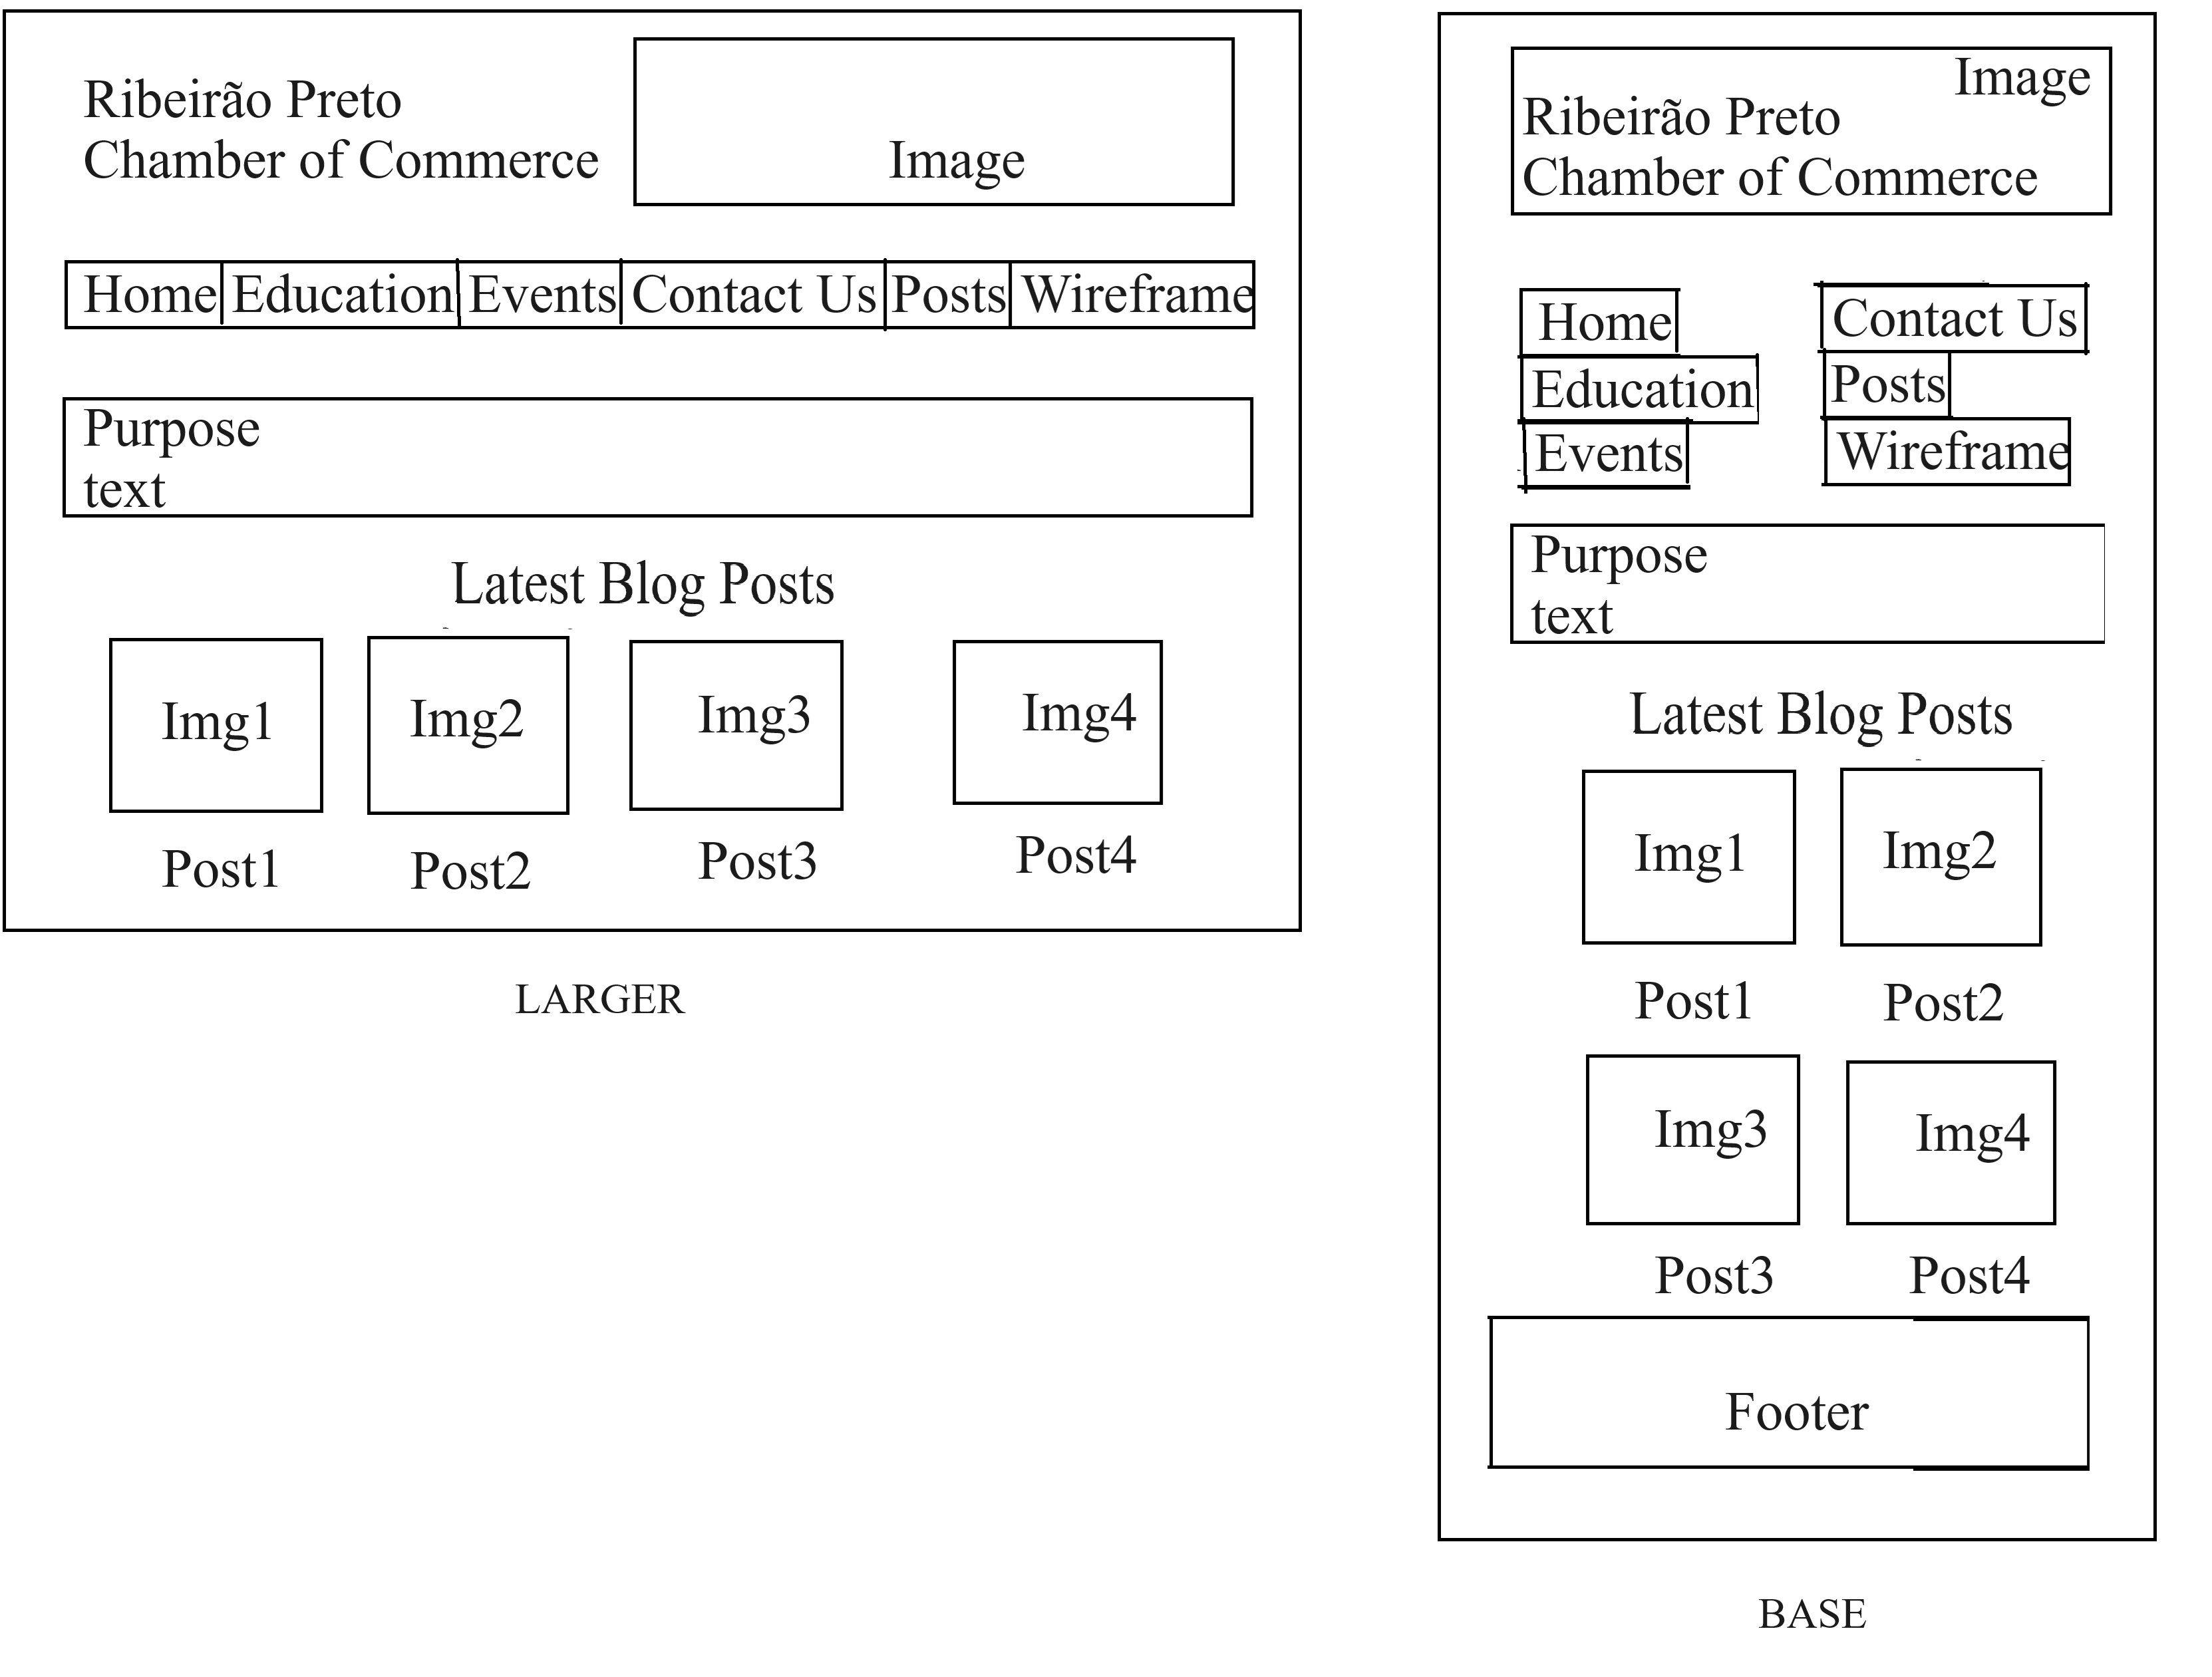 Ribeirão Preto
Chamber of Commerce
Image
Home Education Events Contact Us Posts Wireframe
Purpose
text
Latest Blog Posts
Img1 Img2 Img3 Img4
Post1 Post2 Post3 Post4
LARGER
Image
Ribeirão Preto
Chamber of Commerce
Home Contact Us
Education Posts
Events Wireframe
Purpose
text
Latest Blog Posts
Img1 Img2
Post1 Post2
Img3 Img4
Post3 Post4
Footer
BASE